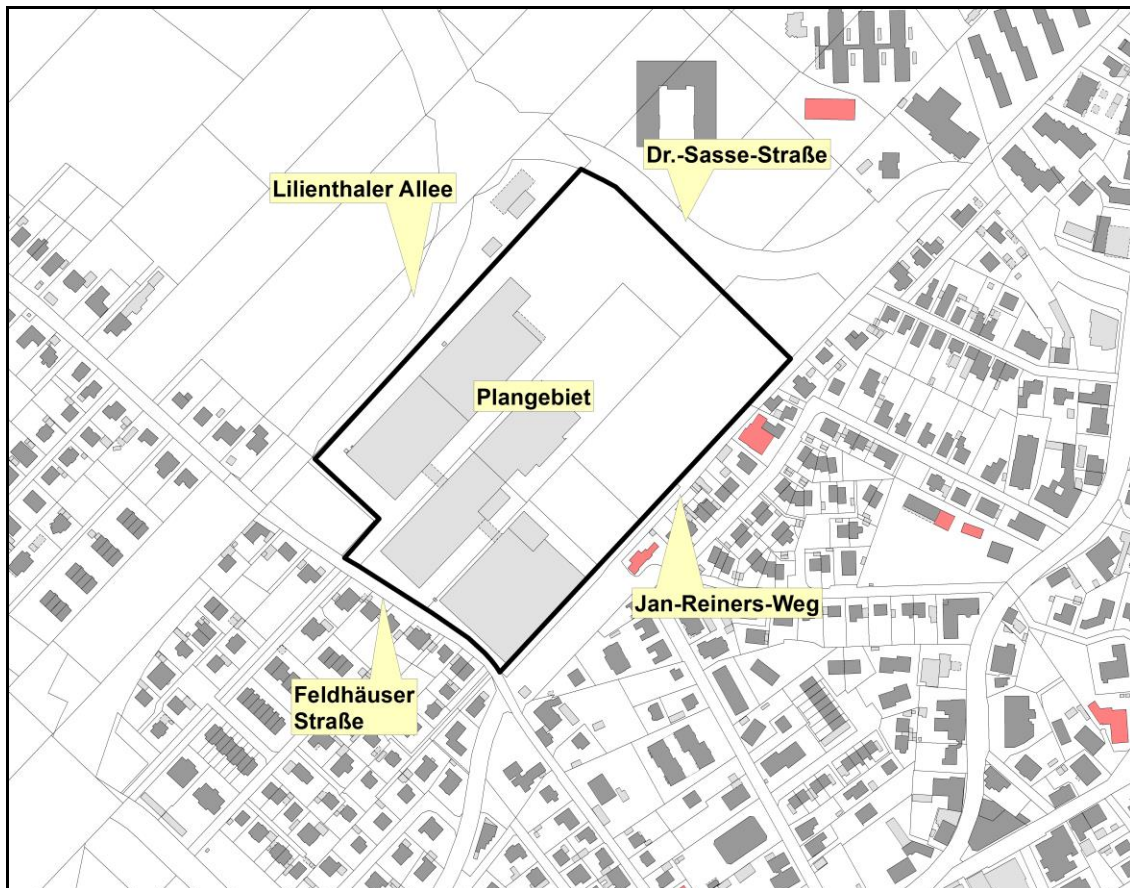 Dr.-Sasse-Straße
Lilienthaler Allee
Plangebiet
Jan-Reiners-Weg
Feldhäuser
Straße